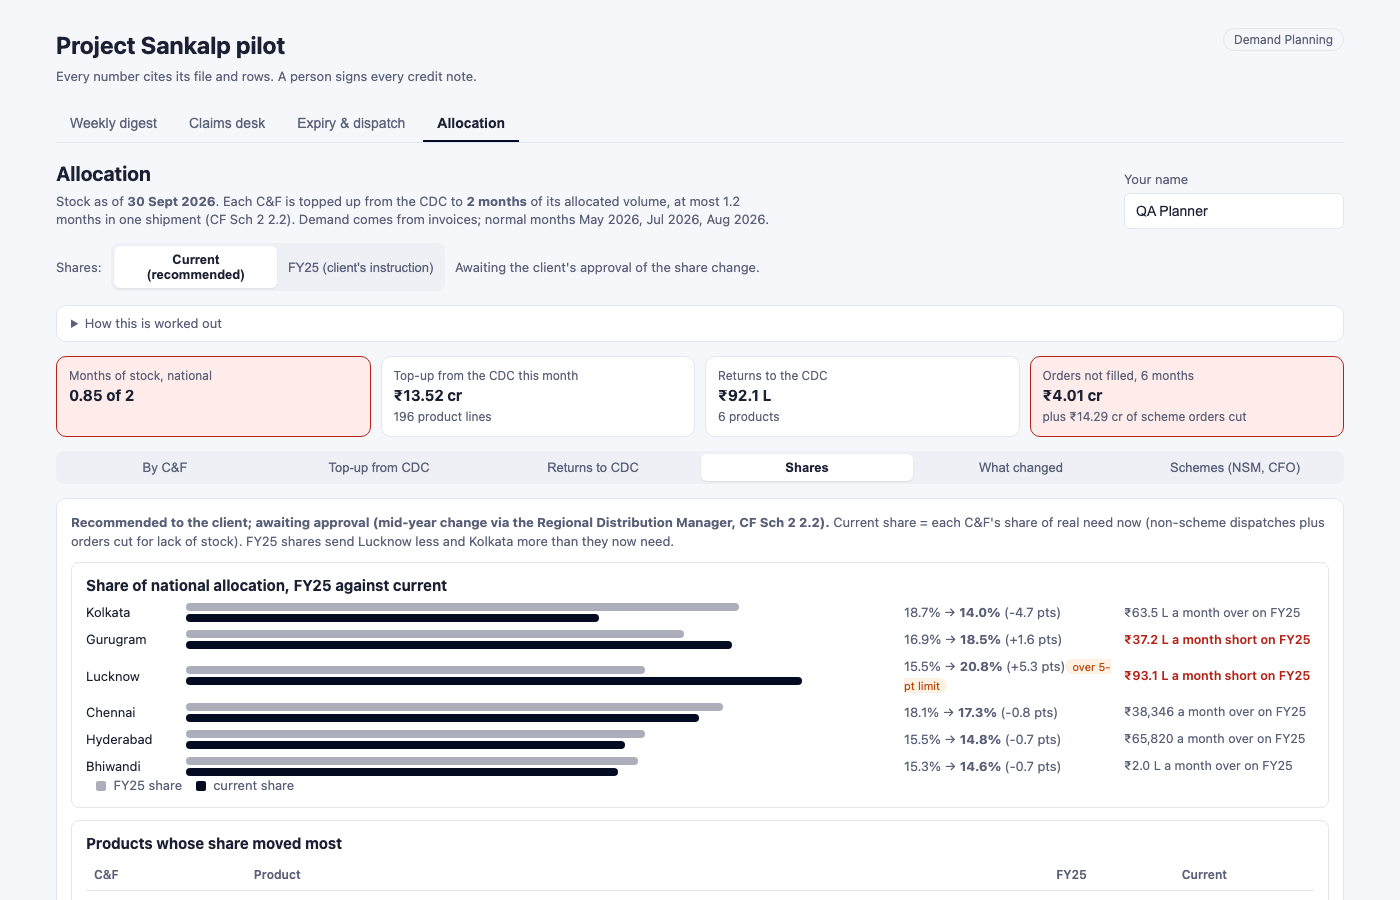 Project Sankalp pilot
Demand Planning
Every number cites its file and rows. A person signs every credit note.
Weekly digest
Claims desk
Expiry & dispatch
Allocation
Allocation
Your name
Stock as of 30 Sept 2026. Each C&F is topped up from the CDC to 2 months of its allocated volume, at most 1.2
months in one shipment (CF Sch 2 2.2). Demand comes from invoices; normal months May 2026, Jul 2026, Aug 2026.
QA Planner
Shares:
Current
(recommended)
FY25 (client's instruction)
Awaiting the client's approval of the share change.
How this is worked out
Months of stock, national
0.85 of 2
Top-up from the CDC this month
₹13.52 cr
196 product lines
Returns to the CDC
₹92.1 L
6 products
Orders not filled, 6 months
₹4.01 cr
plus ₹14.29 cr of scheme orders cut
By C&F
Top-up from CDC
Returns to CDC
Shares
What changed
Schemes (NSM, CFO)
Recommended to the client; awaiting approval (mid-year change via the Regional Distribution Manager, CF Sch 2 2.2). Current share = each C&F's share of real need now (non-scheme dispatches plus
orders cut for lack of stock). FY25 shares send Lucknow less and Kolkata more than they now need.
Share of national allocation, FY25 against current
Kolkata 18.7% → 14.0% (-4.7 pts) ₹63.5 L a month over on FY25
Gurugram 16.9% → 18.5% (+1.6 pts) ₹37.2 L a month short on FY25
Lucknow 15.5% → 20.8% (+5.3 pts) over 5-
pt limit ₹93.1 L a month short on FY25
Chennai 18.1% → 17.3% (-0.8 pts) ₹38,346 a month over on FY25
Hyderabad 15.5% → 14.8% (-0.7 pts) ₹65,820 a month over on FY25
Bhiwandi 15.3% → 14.6% (-0.7 pts) ₹2.0 L a month over on FY25
FY25 share current share
Products whose share moved most
C&F Product FY25 Current